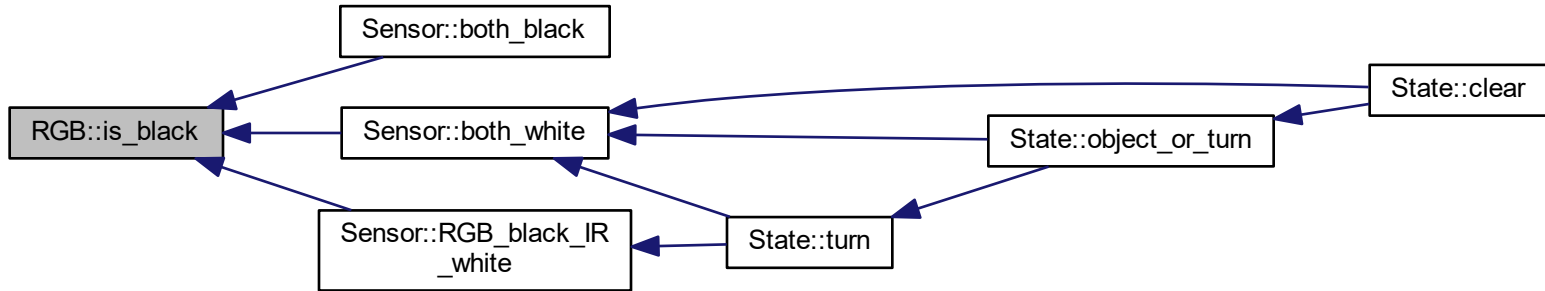 Sensor::both_black
RGB::is_black
Sensor::both_white
Sensor::RGB_black_IR
_white
State::clear
State::object_or_turn
State::turn